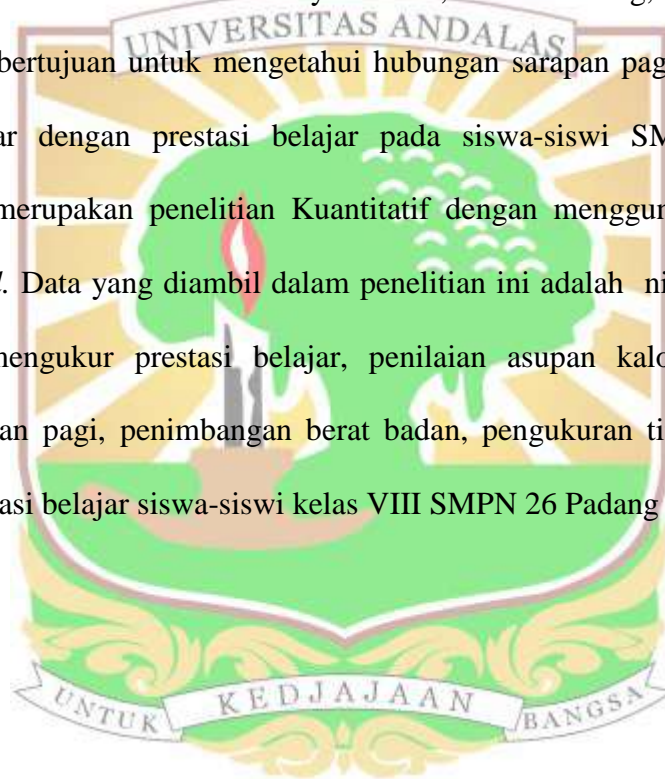 UNIVERSITAS ANDALAS
bertujuan untuk mengetahui hubungan sarapan pag
ar dengan prestasi belajar pada siswa-siswi SM
merupakan penelitian Kuantitatif dengan menggun
l. Data yang diambil dalam penelitian ini adalah ni
mengukur prestasi belajar, penilaian asupan kalo
an pagi, penimbangan berat badan, pengukuran ti
asi belajar siswa-siswi kelas VIII SMPN 26 Padang
UNTUK KEDJAJAAN BANGSA